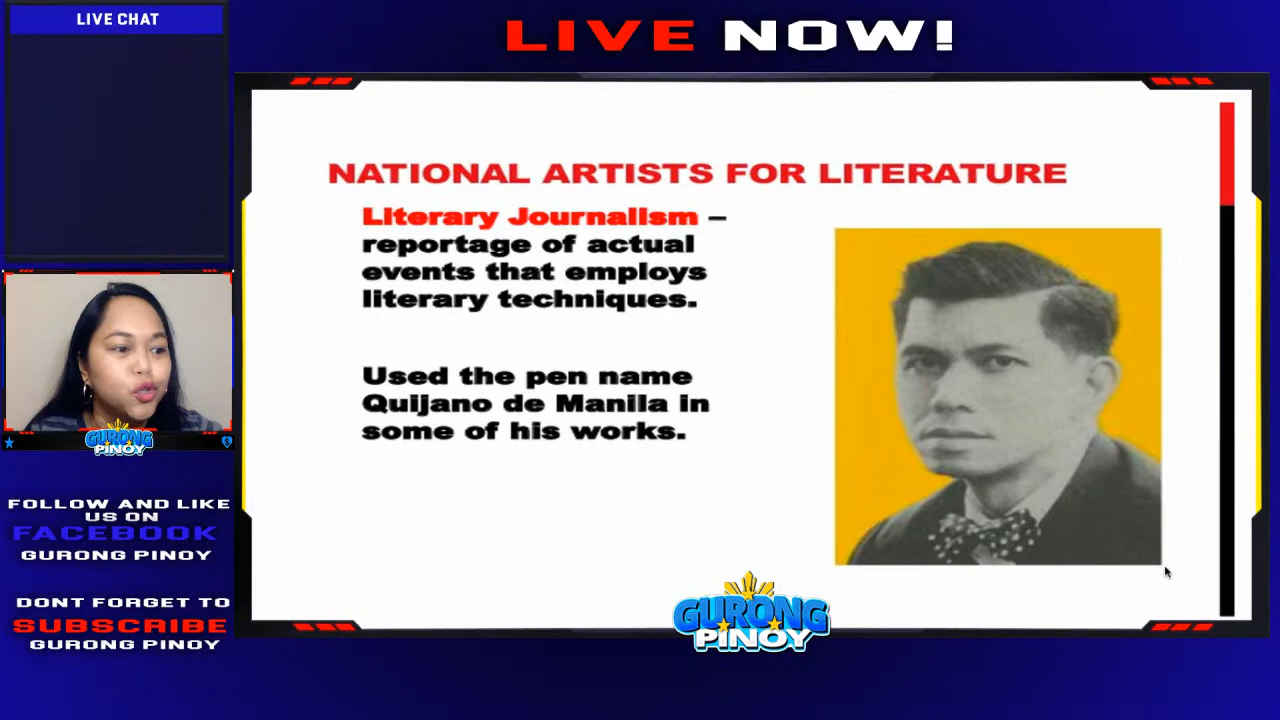 LIVE CHAT
LIVE NOW!
NATIONAL ARTISTS FOR LITERATURE
Literary Journalism –
reportage of actual
events that employs
literary techniques.
Used the pen name
Quijano de Manila in
some of his works.
GURONG
PINOY
FOLLOW AND LIKE
US ON
FACEBOOK
GURONG PINOY
DONT FORGET TO
SUBSCRIBE
GURONG PINOY
GURONG
PINOY